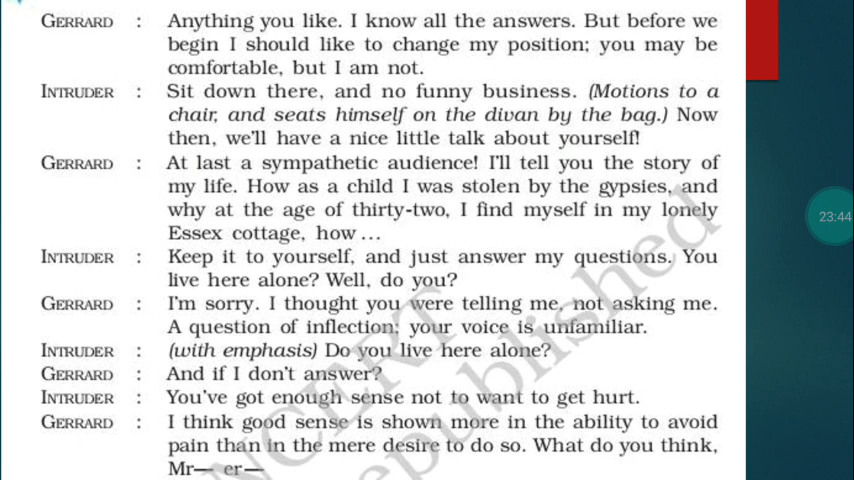 GERRARD : Anything you like. I know all the answers. But before we
begin I should like to change my position; you may be
comfortable, but I am not.
INTRUDER : Sit down there, and no funny business. (Motions to a
chair, and seats himself on the divan by the bag.) Now
then, we'll have a nice little talk about yourself!
GERRARD : At last a sympathetic audience! I'll tell you the story of
my life. How as a child I was stolen by the gypsies, and
why at the age of thirty-two, I find myself in my lonely
Essex cottage, how ...
INTRUDER : Keep it to yourself, and just answer my questions. You
live here alone? Well, do you?
GERRARD : I'm sorry. I thought you were telling me, not asking me.
A question of inflection; your voice is unfamiliar.
INTRUDER : (with emphasis) Do you live here alone?
GERRARD : And if I don't answer?
INTRUDER : You've got enough sense not to want to get hurt.
GERRARD : I think good sense is shown more in the ability to avoid
pain than in the mere desire to do so. What do you think,
Mr— er—
23:44
NCERT
republished